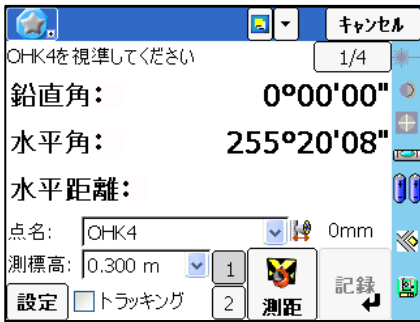 キャンセル
OHK4を視準してください 1/4
鉛直角： 0°00'00"
水平角： 255°20'08"
水平距離：
点名： OHK4 0mm
測標高： 0.300 m 1
設定 トラッキング 2 測距 記録